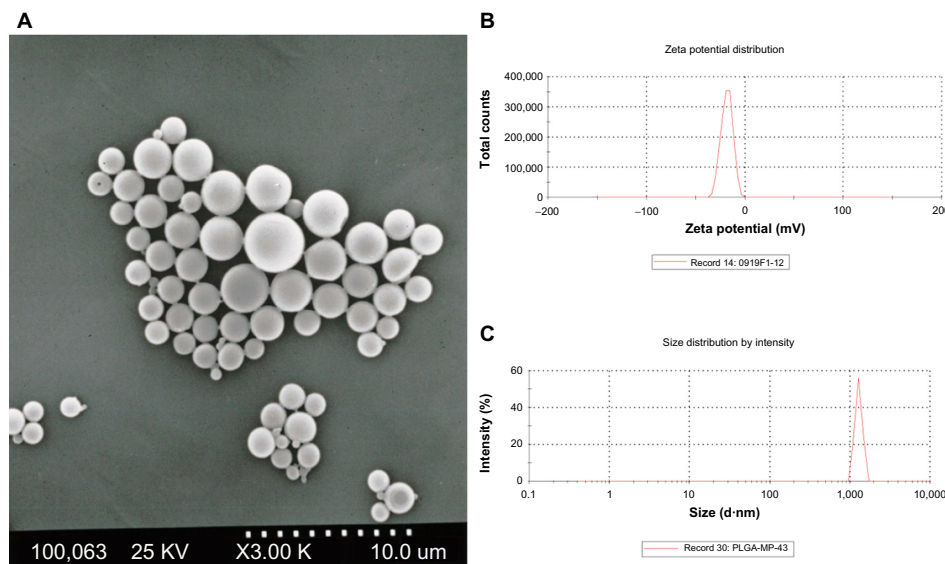 A
100,063 25 KV X3.00 K 10.0 um
B
Zeta potential distribution
Total counts
400,000
300,000
200,000
100,000
0
–200 –100 0 100 200
Zeta potential (mV)
Record 14: 0919F1-12
C
Size distribution by intensity
Intensity (%)
60
40
20
0
0.1 1 10 100 1,000 10,000
Size (d·nm)
Record 30: PLGA-MP-43